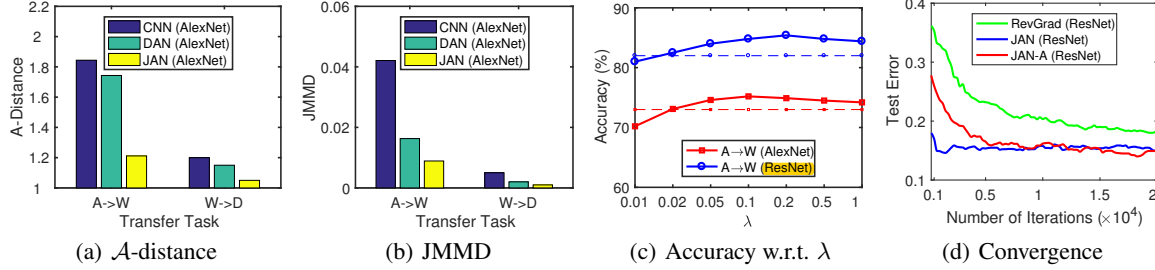 CNN (AlexNet)
DAN (AlexNet)
JAN (AlexNet)
2
1.8
1.6
1.4
1.2
1
A-Distance
A->W
W->D
Transfer Task
(a) A-distance
CNN (AlexNet)
DAN (AlexNet)
JAN (AlexNet)
0.06
0.04
0.02
0
JMMD
A->W
W->D
Transfer Task
(b) JMMD
90
80
70
60
Accuracy (%)
A→W (AlexNet)
A→W (ResNet)
0.01 0.02 0.05 0.1 0.2 0.5 1
λ
(c) Accuracy w.r.t. λ
RevGrad (ResNet)
JAN (ResNet)
JAN-A (ResNet)
0.4
0.3
0.2
0.1
Test Error
0.1 0.5 1 1.5 2
Number of Iterations (×10⁴)
(d) Convergence